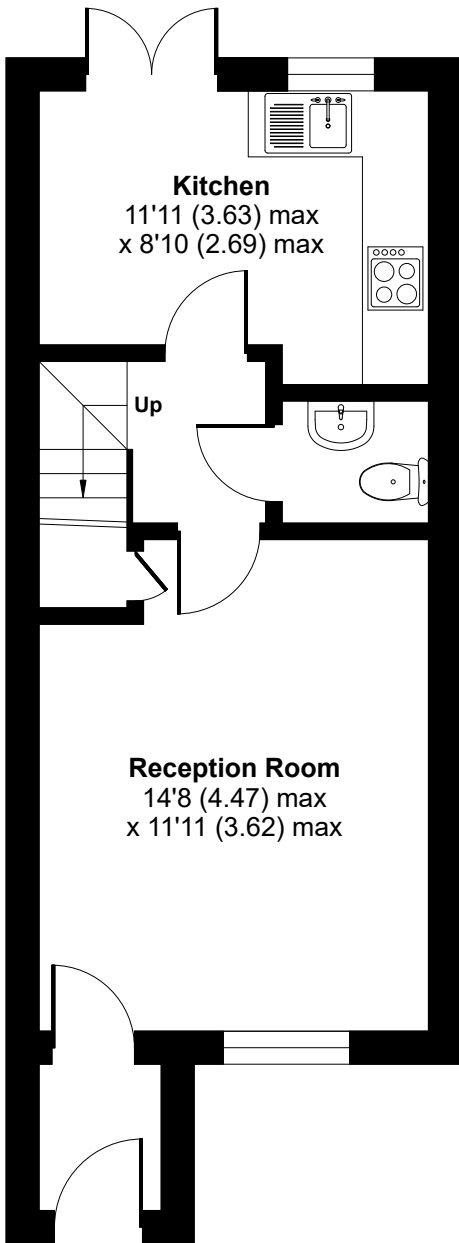 Kitchen
11'11 (3.63) max
x 8'10 (2.69) max
Up
Reception Room
14'8 (4.47) max
x 11'11 (3.62) max